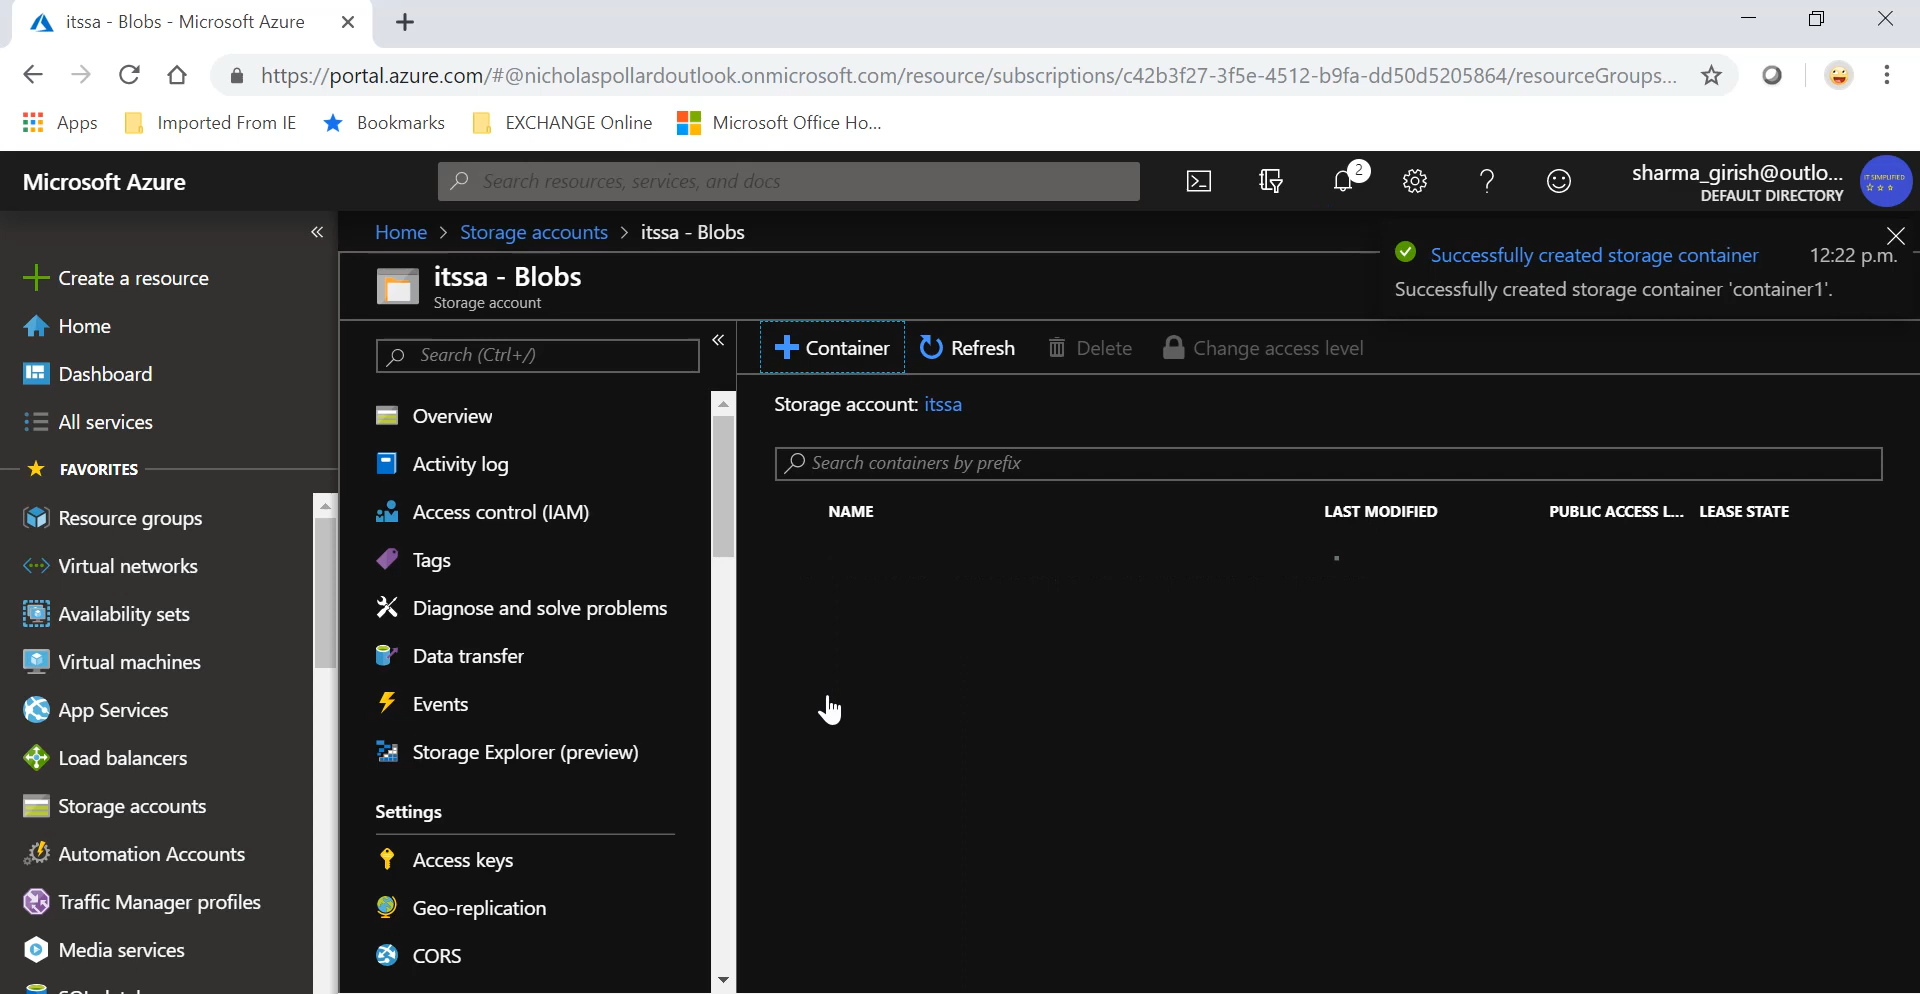 itssa - Blobs - Microsoft Azure
https://portal.azure.com/#@nicholaspollardoutlook.onmicrosoft.com/resource/subscriptions/c42b3f27-3f5e-4512-b9fa-dd50d5205864/resourceGroups...
Apps
Imported From IE
Bookmarks
EXCHANGE Online
Microsoft Office Ho...
Microsoft Azure
Search resources, services, and docs
2
sharma_girish@outlo...
DEFAULT DIRECTORY
IT SIMPLIFIED
Create a resource
Home
Dashboard
All services
FAVORITES
Resource groups
Virtual networks
Availability sets
Virtual machines
App Services
Load balancers
Storage accounts
Automation Accounts
Traffic Manager profiles
Media services
Home > Storage accounts > itssa - Blobs
itssa - Blobs
Storage account
Successfully created storage container 12:22 p.m.
Successfully created storage container 'container1'.
Search (Ctrl+/)
Overview
Activity log
Access control (IAM)
Tags
Diagnose and solve problems
Data transfer
Events
Storage Explorer (preview)
Settings
Access keys
Geo-replication
CORS
Container
Refresh
Delete
Change access level
Storage account: itssa
Search containers by prefix
NAME
LAST MODIFIED
PUBLIC ACCESS L...
LEASE STATE